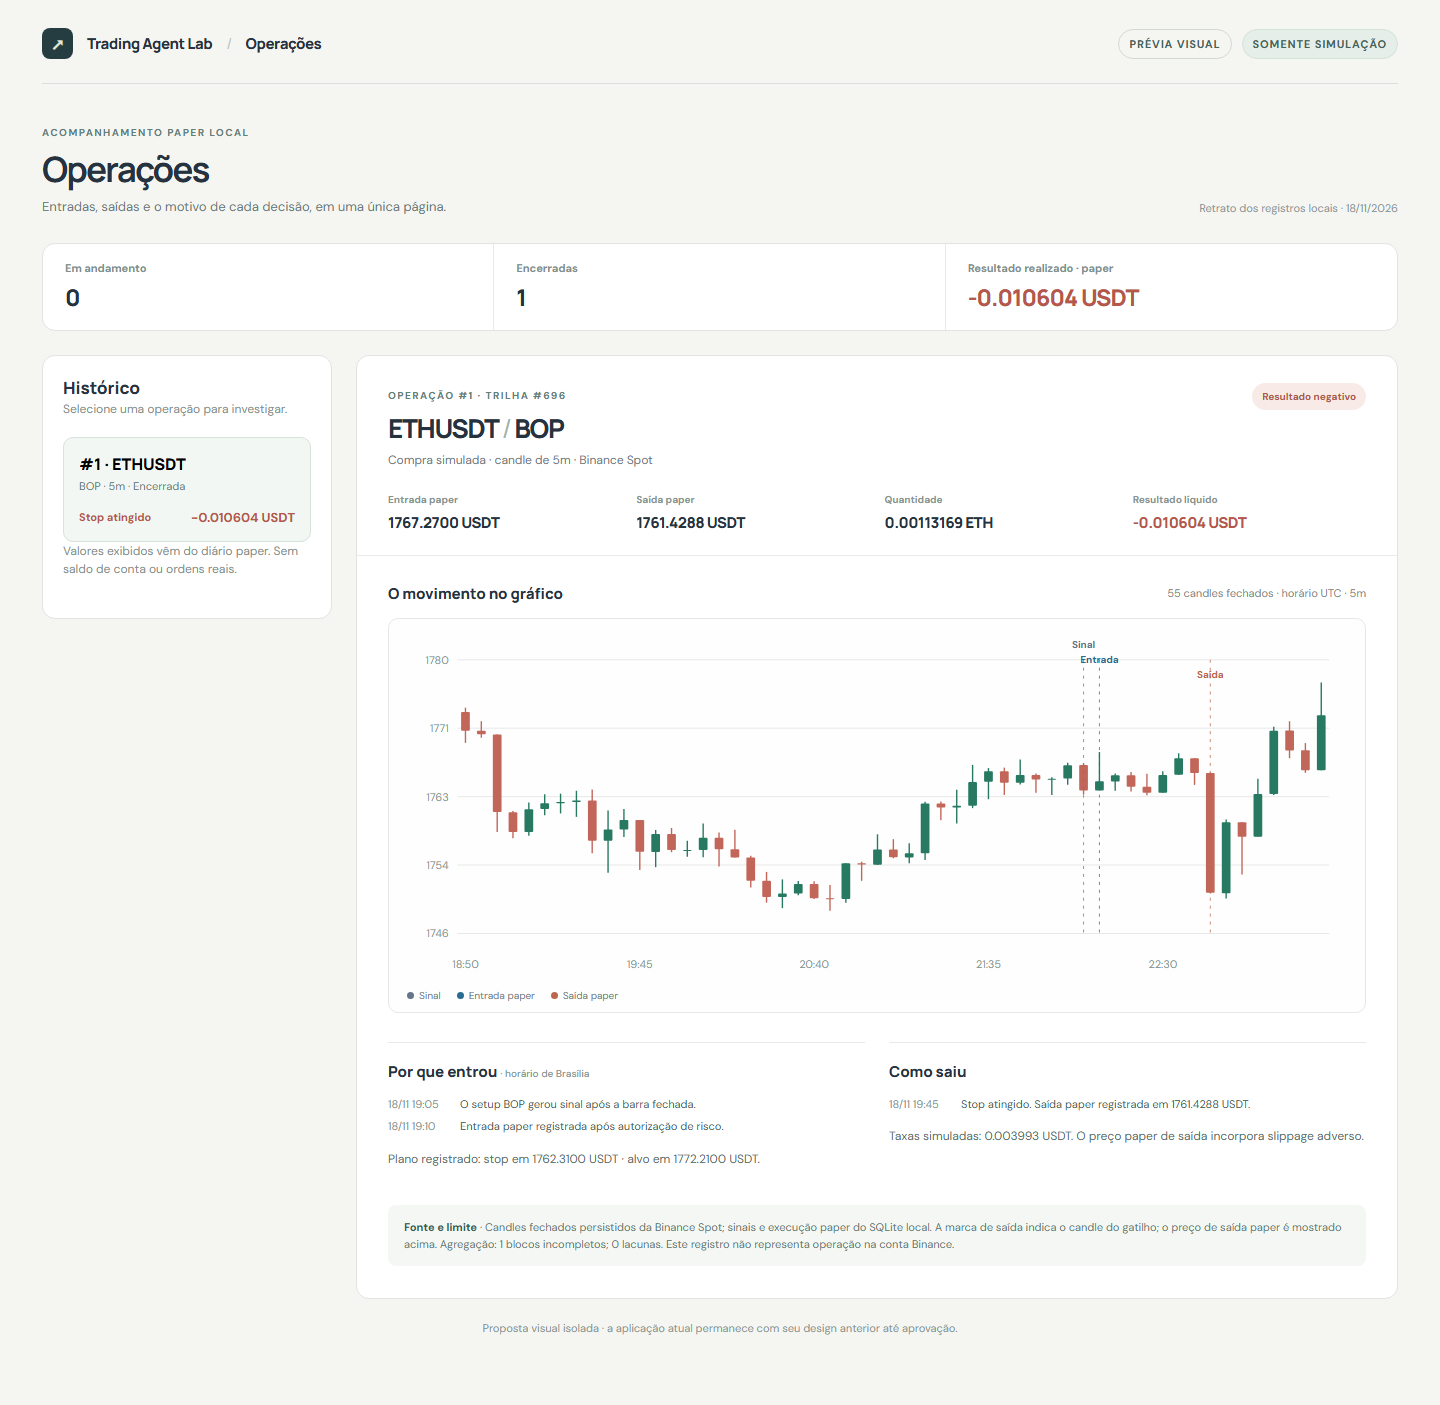 ↗ Trading Agent Lab / Operações
PRÉVIA VISUAL
SOMENTE SIMULAÇÃO
ACOMPANHAMENTO PAPER LOCAL
Operações
Entradas, saídas e o motivo de cada decisão, em uma única página.
Retrato dos registros locais · 18/11/2026
Em andamento
0
Encerradas
1
Resultado realizado · paper
-0.010604 USDT
Histórico
Selecione uma operação para investigar.
#1 · ETHUSDT
BOP · 5m · Encerrada
Stop atingido -0.010604 USDT
Valores exibidos vêm do diário paper. Sem
saldo de conta ou ordens reais.
OPERAÇÃO #1 · TRILHA #696
Resultado negativo
ETHUSDT / BOP
Compra simulada · candle de 5m · Binance Spot
Entrada paper
1767.2700 USDT
Saída paper
1761.4288 USDT
Quantidade
0.00113169 ETH
Resultado líquido
-0.010604 USDT
O movimento no gráfico
55 candles fechados · horário UTC · 5m
Sinal
Entrada
Saída
1780
1771
1763
1754
1746
18:50 19:45 20:40 21:35 22:30
Sinal Entrada paper Saída paper
Por que entrou · horário de Brasília
18/11 19:05 O setup BOP gerou sinal após a barra fechada.
18/11 19:10 Entrada paper registrada após autorização de risco.
Plano registrado: stop em 1762.3100 USDT · alvo em 1772.2100 USDT.
Como saiu
18/11 19:45 Stop atingido. Saída paper registrada em 1761.4288 USDT.
Taxas simuladas: 0.003993 USDT. O preço paper de saída incorpora slippage adverso.
Fonte e limite · Candles fechados persistidos da Binance Spot; sinais e execução paper do SQLite local. A marca de saída indica o candle do gatilho; o preço de saída paper é mostrado
acima. Agregação: 1 blocos incompletos; 0 lacunas. Este registro não representa operação na conta Binance.
Proposta visual isolada · a aplicação atual permanece com seu design anterior até aprovação.